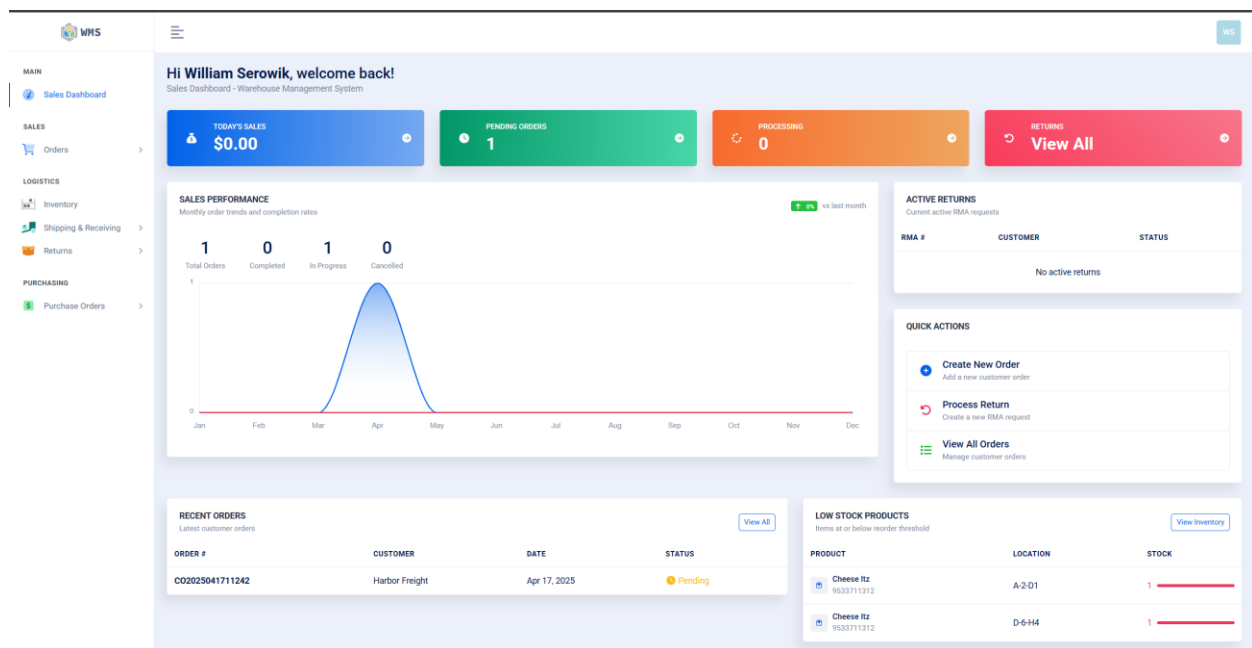 WMS
WS
MAIN
Sales Dashboard
SALES
Orders
LOGISTICS
Inventory
Shipping & Receiving
Returns
PURCHASING
$ Purchase Orders
Hi William Serowik, welcome back!
Sales Dashboard - Warehouse Management System
TODAY'S SALES
$0.00
PENDING ORDERS
1
PROCESSING
0
RETURNS
View All
SALES PERFORMANCE
Monthly order trends and completion rates
0% vs last month
1 0 1 0
Total Orders Completed In Progress Cancelled
1
0
Jan Feb Mar Apr May Jun Jul Aug Sep Oct Nov Dec
ACTIVE RETURNS
Current active RMA requests
RMA # CUSTOMER STATUS
No active returns
QUICK ACTIONS
Create New Order
Add a new customer order
Process Return
Create a new RMA request
View All Orders
Manage customer orders
RECENT ORDERS
Latest customer orders
View All
ORDER # CUSTOMER DATE STATUS
CO2025041711242 Harbor Freight Apr 17, 2025 Pending
LOW STOCK PRODUCTS
Items at or below reorder threshold
View Inventory
PRODUCT LOCATION STOCK
Cheese Itz
9533711312
A-2-D1 1
Cheese Itz
9533711312
D-6-H4 1